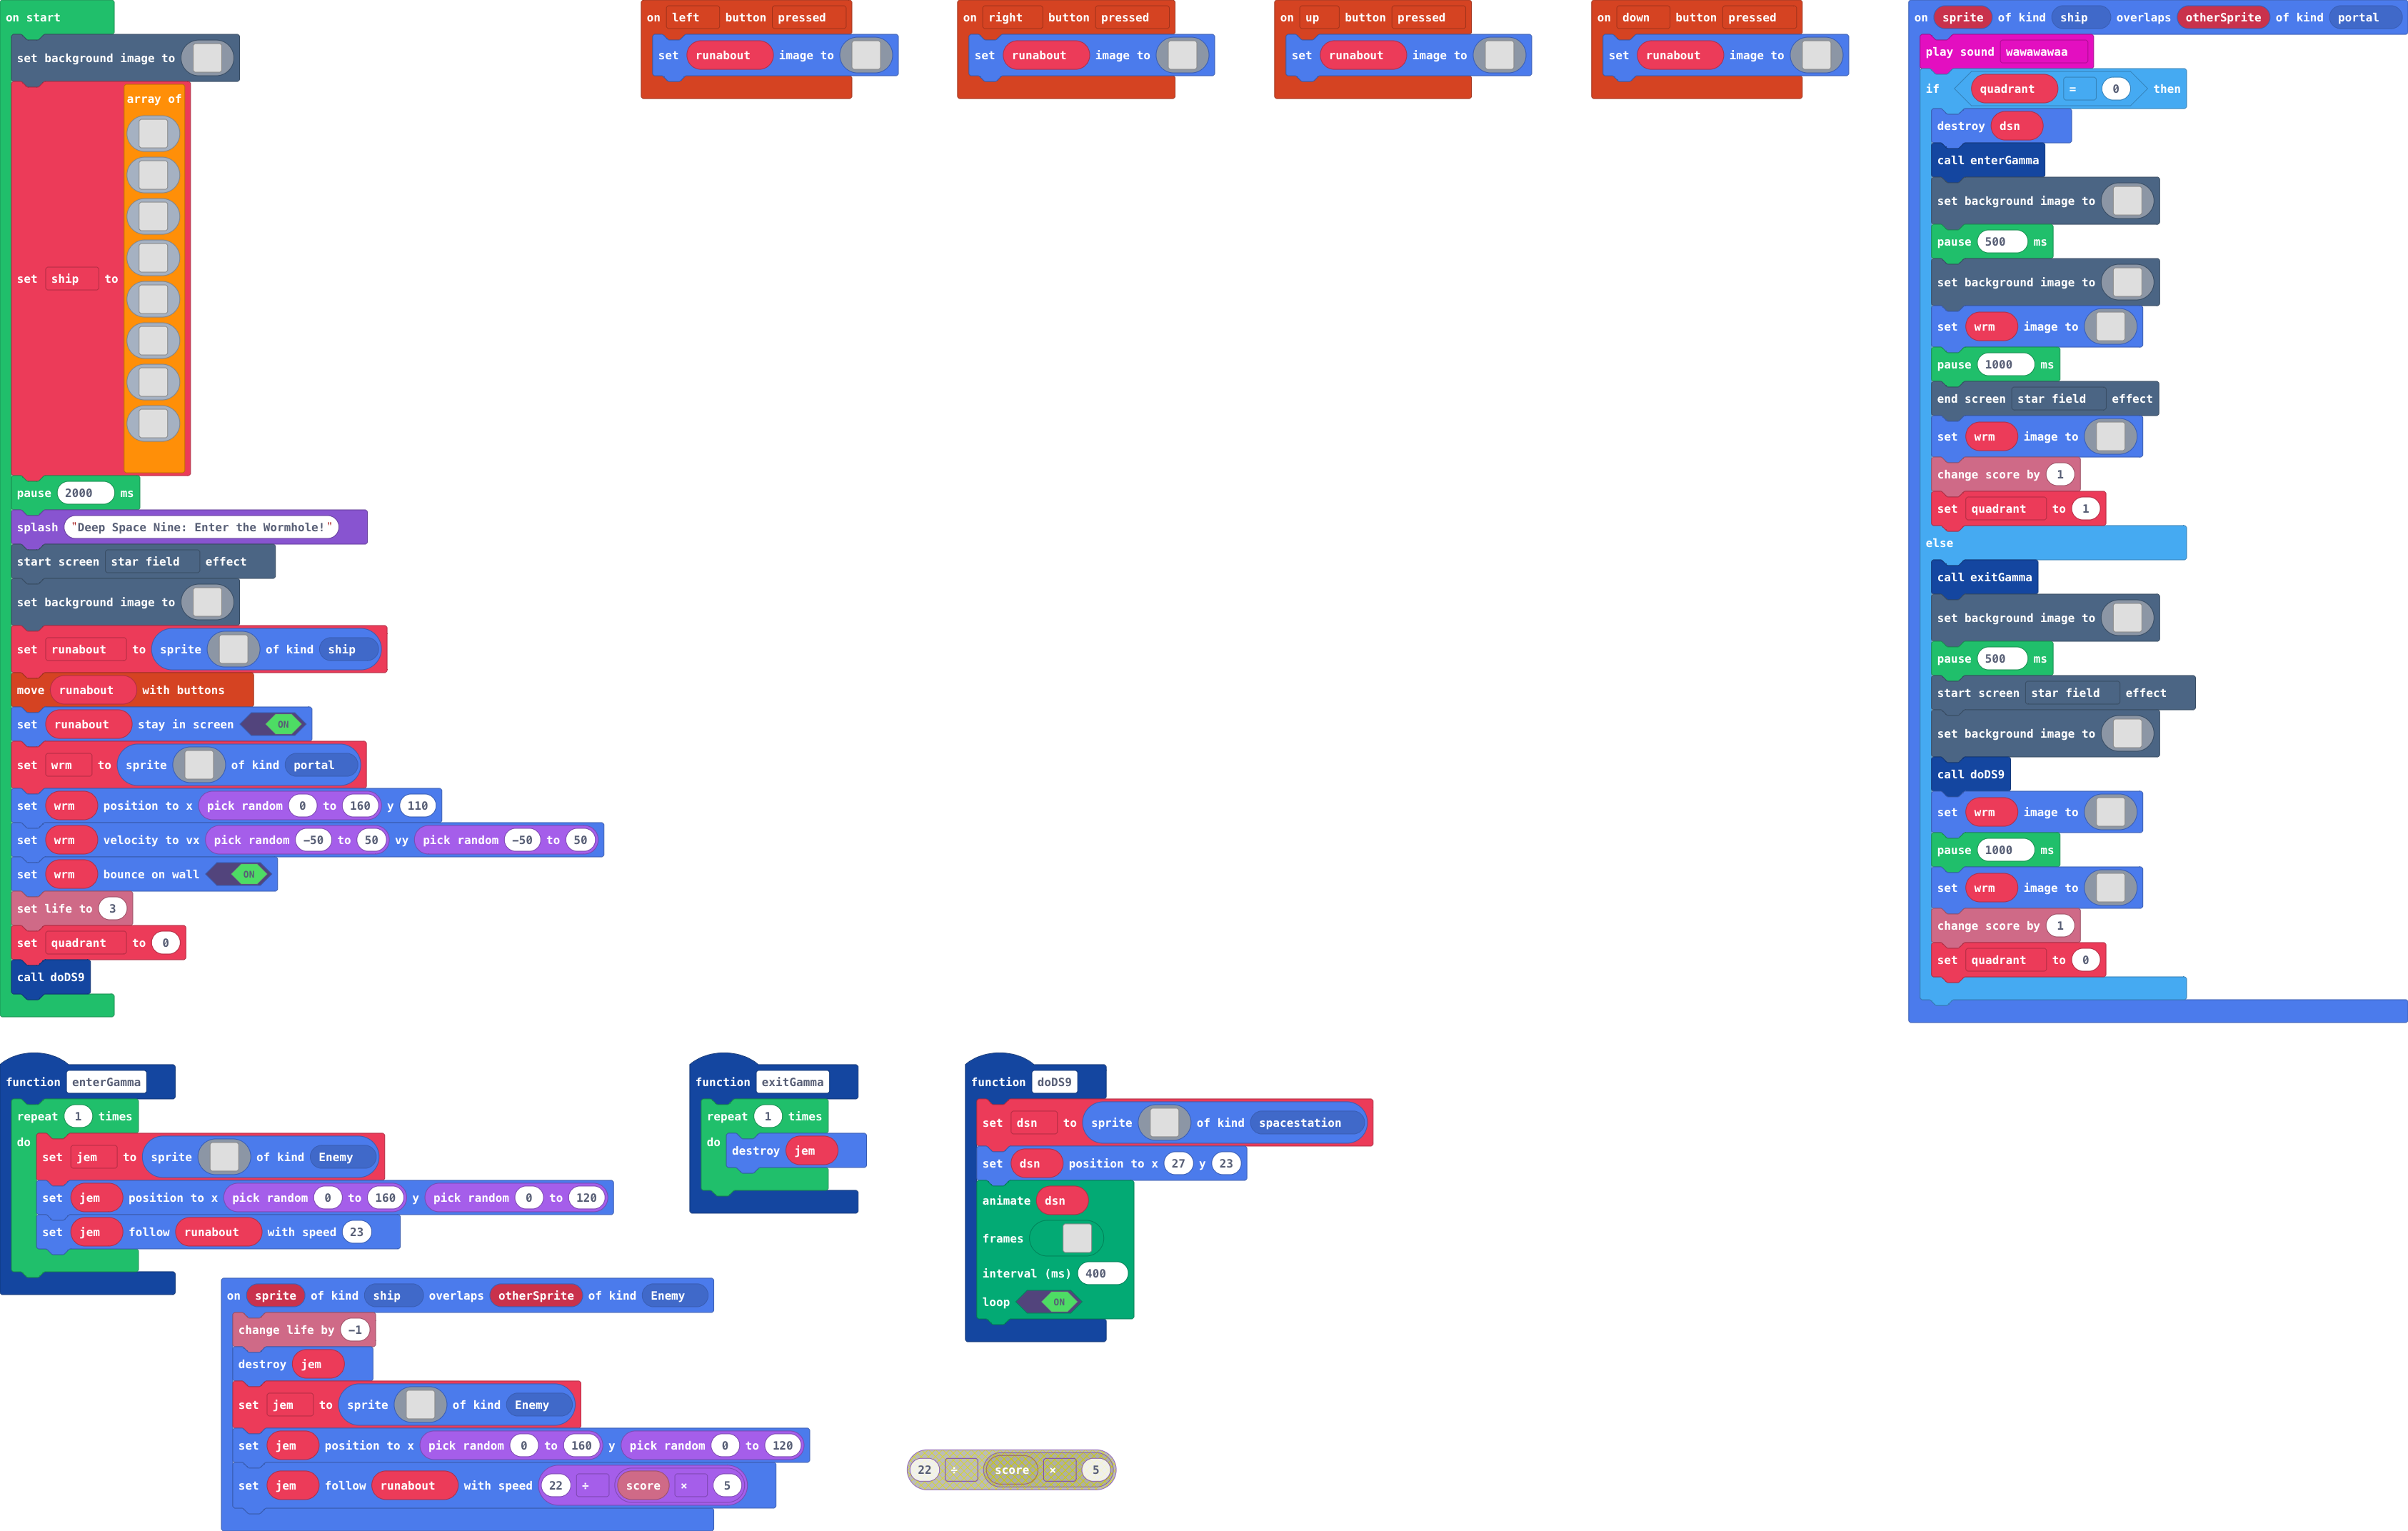 on start
set background image to
set ship to array of
pause 2000 ms
splash "Deep Space Nine: Enter the Wormhole!"
start screen star field effect
set background image to
set runabout to sprite of kind ship
move runabout with buttons
set runabout stay in screen ON
set wrm to sprite of kind portal
set wrm position to x pick random 0 to 160 y 110
set wrm velocity to vx pick random -50 to 50 vy pick random -50 to 50
set wrm bounce on wall ON
set life to 3
set quadrant to 0
call doDS9
on left button pressed
set runabout image to
on right button pressed
set runabout image to
on up button pressed
set runabout image to
on down button pressed
set runabout image to
on sprite of kind ship overlaps otherSprite of kind portal
play sound wawawawaa
if quadrant = 0 then
destroy dsn
call enterGamma
set background image to
pause 500 ms
set background image to
set wrm image to
pause 1000 ms
end screen star field effect
set wrm image to
change score by 1
set quadrant to 1
else
call exitGamma
set background image to
pause 500 ms
start screen star field effect
set background image to
call doDS9
set wrm image to
pause 1000 ms
set wrm image to
change score by 1
set quadrant to 0
function enterGamma
repeat 1 times
do
set jem to sprite of kind Enemy
set jem position to x pick random 0 to 160 y pick random 0 to 120
set jem follow runabout with speed 23
function exitGamma
repeat 1 times
do
destroy jem
function doDS9
set dsn to sprite of kind spacestation
set dsn position to x 27 y 23
animate dsn
frames
interval (ms) 400
loop ON
on sprite of kind ship overlaps otherSprite of kind Enemy
change life by -1
destroy jem
set jem to sprite of kind Enemy
set jem position to x pick random 0 to 160 y pick random 0 to 120
set jem follow runabout with speed 22 ÷ score × 5
22 ÷ score × 5